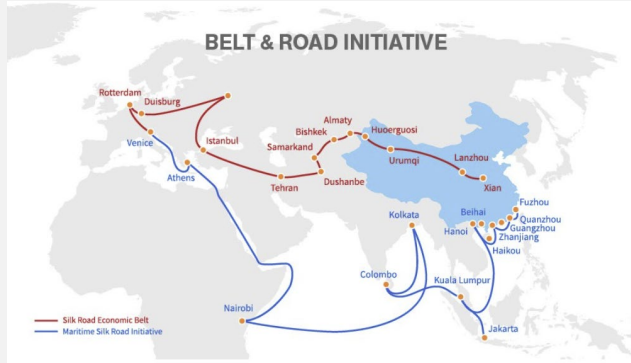 BELT & ROAD INITIATIVE
Rotterdam
Duisburg
Venice
Istanbul
Athens
Almaty
Bishkek
Huoerguosi
Samarkand
Urumqi
Lanzhou
Xian
Tehran
Dushanbe
Fuzhou
Kolkata
Beihai
Quanzhou
Hanoi
Guangzhou
Zhanjiang
Haikou
Colombo
Kuala Lumpur
Nairobi
Jakarta
Silk Road Economic Belt
Maritime Silk Road Initiative